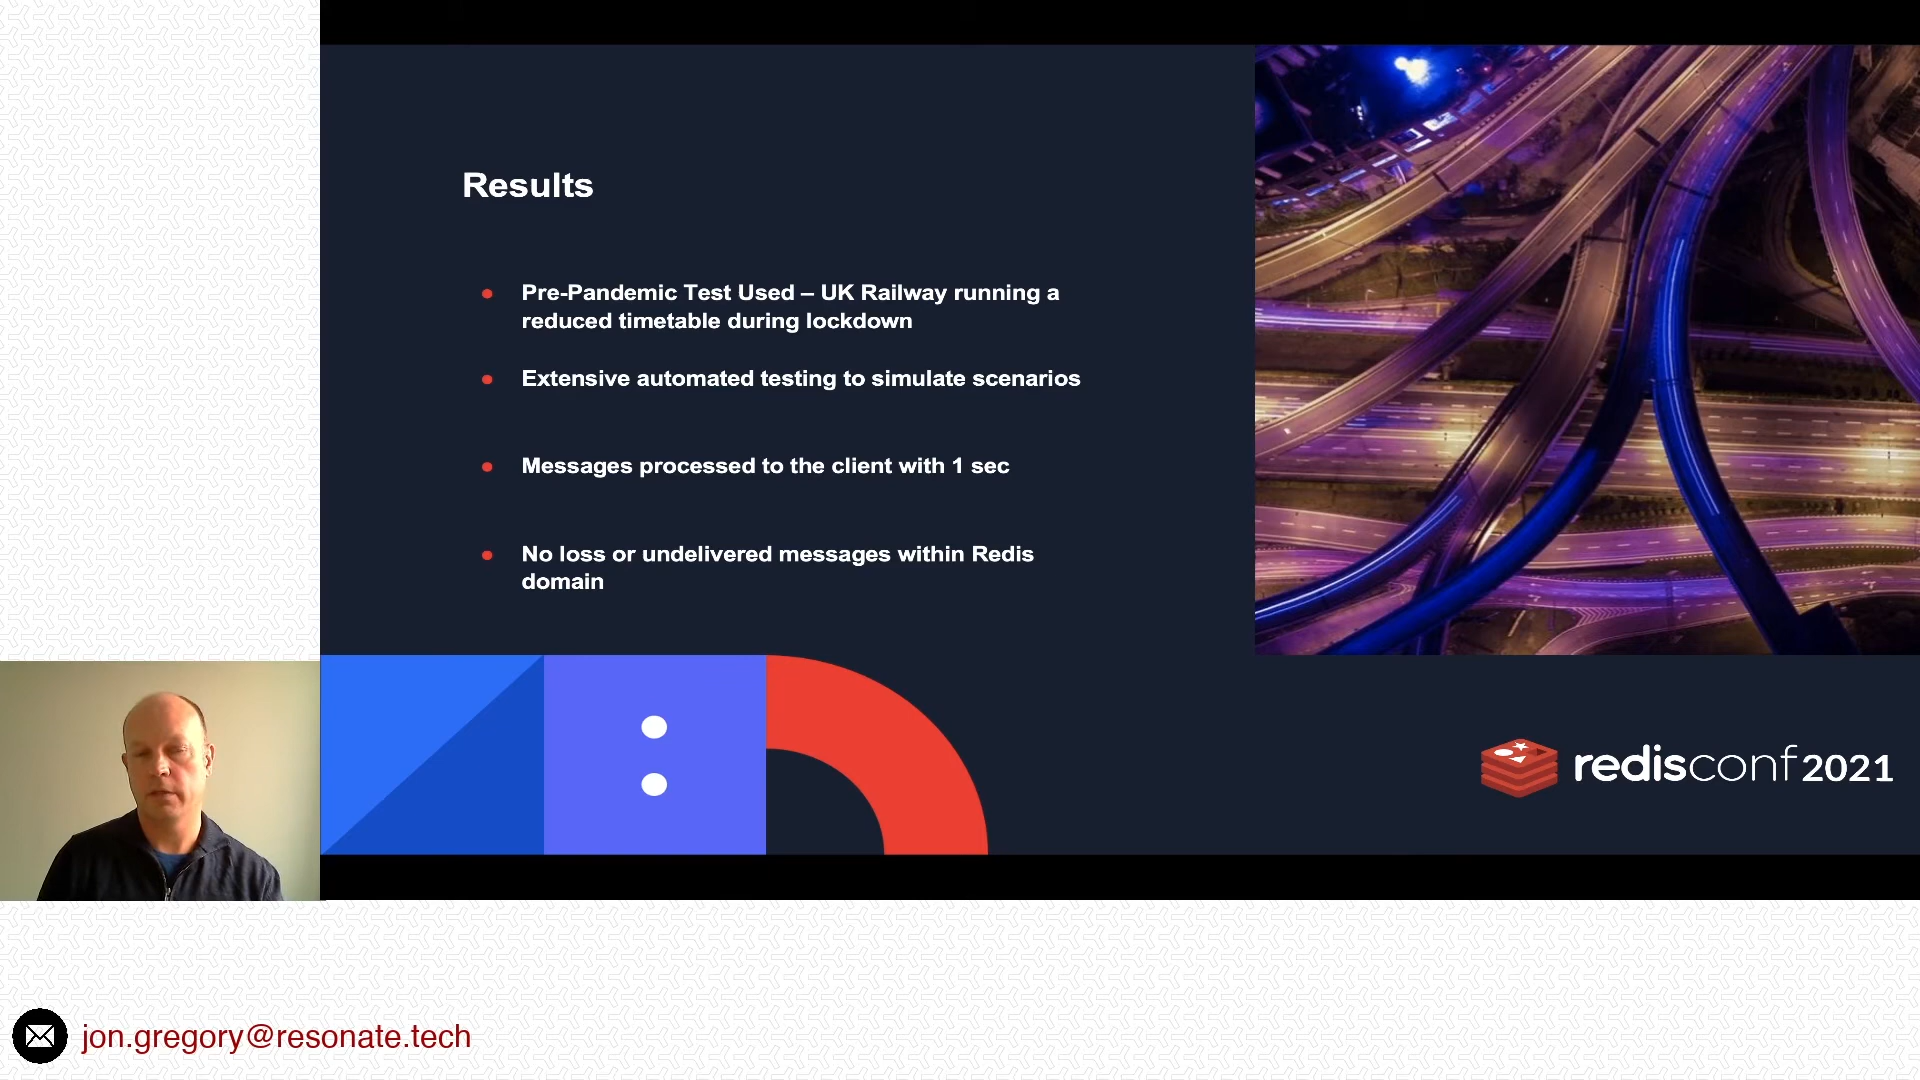 Results
Pre-Pandemic Test Used – UK Railway running a
reduced timetable during lockdown
Extensive automated testing to simulate scenarios
Messages processed to the client with 1 sec
No loss or undelivered messages within Redis
domain
redisconf2021
jon.gregory@resonate.tech